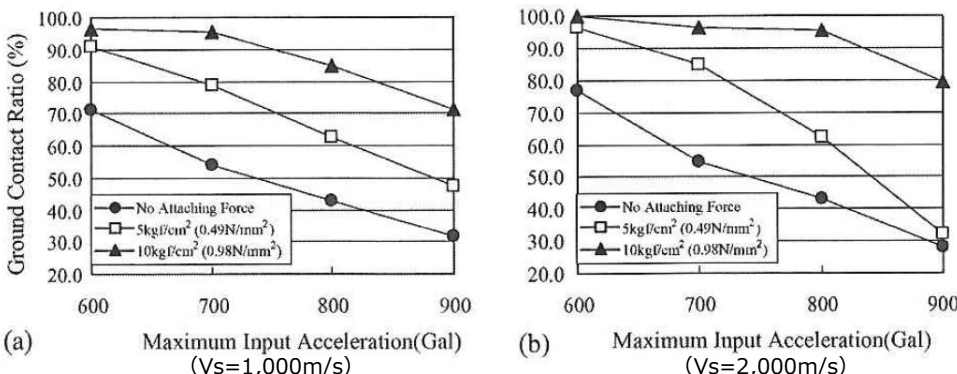 Ground Contact Ratio (%)
100.0
90.0
80.0
70.0
60.0
50.0
40.0
30.0
20.0
No Attaching Force
5kgf/cm² (0.49N/mm²)
10kgf/cm² (0.98N/mm²)
600 700 800 900
(a) Maximum Input Acceleration(Gal)
(Vs=1,000m/s)
100.0
90.0
80.0
70.0
60.0
50.0
40.0
30.0
20.0
No Attaching Force
5kgf/cm² (0.49N/mm²)
10kgf/cm² (0.98N/mm²)
600 700 800 900
(b) Maximum Input Acceleration(Gal)
(Vs=2,000m/s)